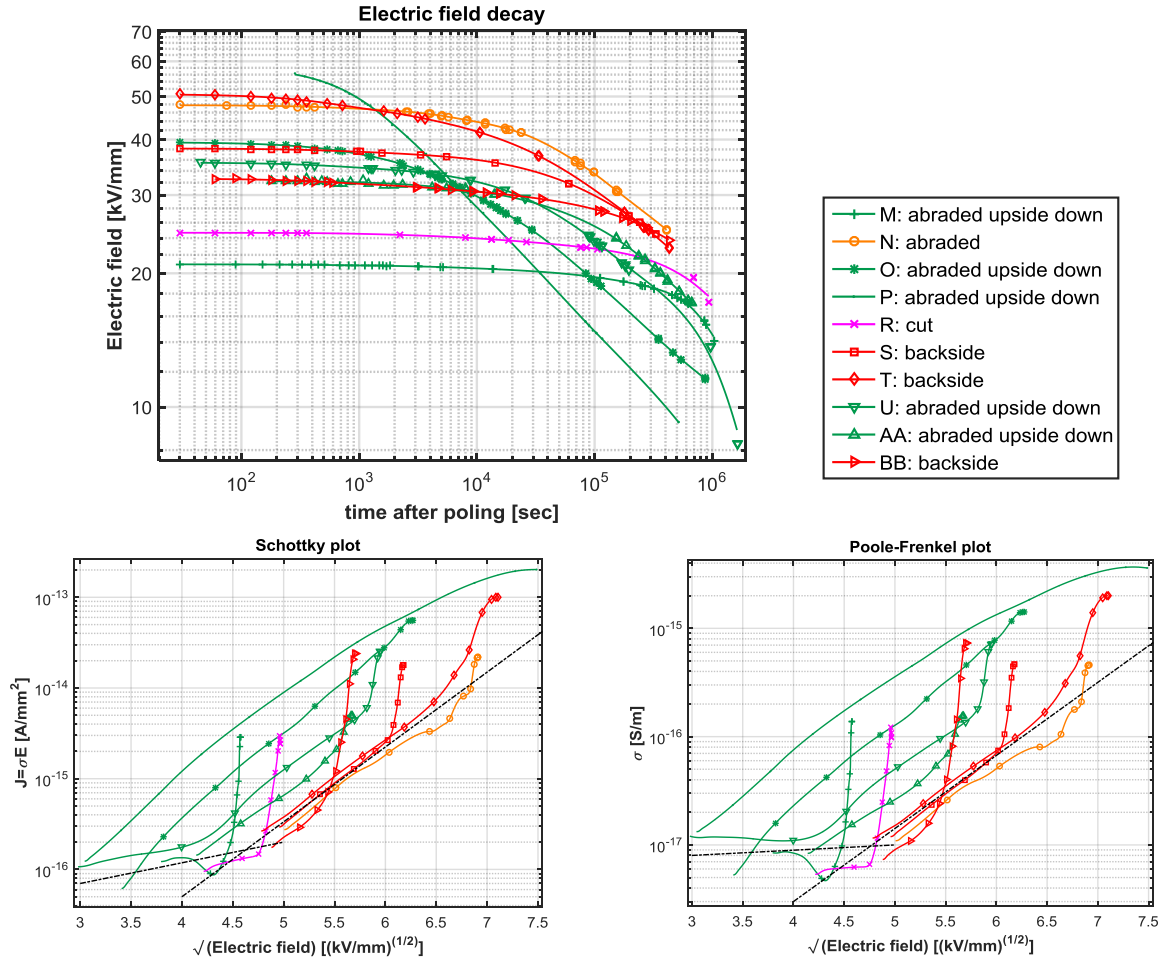 Electric field decay
70
60
50
40
30
20
10
Electric field [kV/mm]
10^2
10^3
10^4
10^5
10^6
time after poling [sec]
M: abraded upside down
N: abraded
O: abraded upside down
P: abraded upside down
R: cut
S: backside
T: backside
U: abraded upside down
AA: abraded upside down
BB: backside
Schottky plot
10^-13
10^-14
10^-15
10^-16
J=σE [A/mm^2]
3 3.5 4 4.5 5 5.5 6 6.5 7 7.5
√(Electric field) [(kV/mm)^(1/2)]
Poole-Frenkel plot
10^-15
10^-16
10^-17
σ [S/m]
3 3.5 4 4.5 5 5.5 6 6.5 7 7.5
√(Electric field) [(kV/mm)^(1/2)]